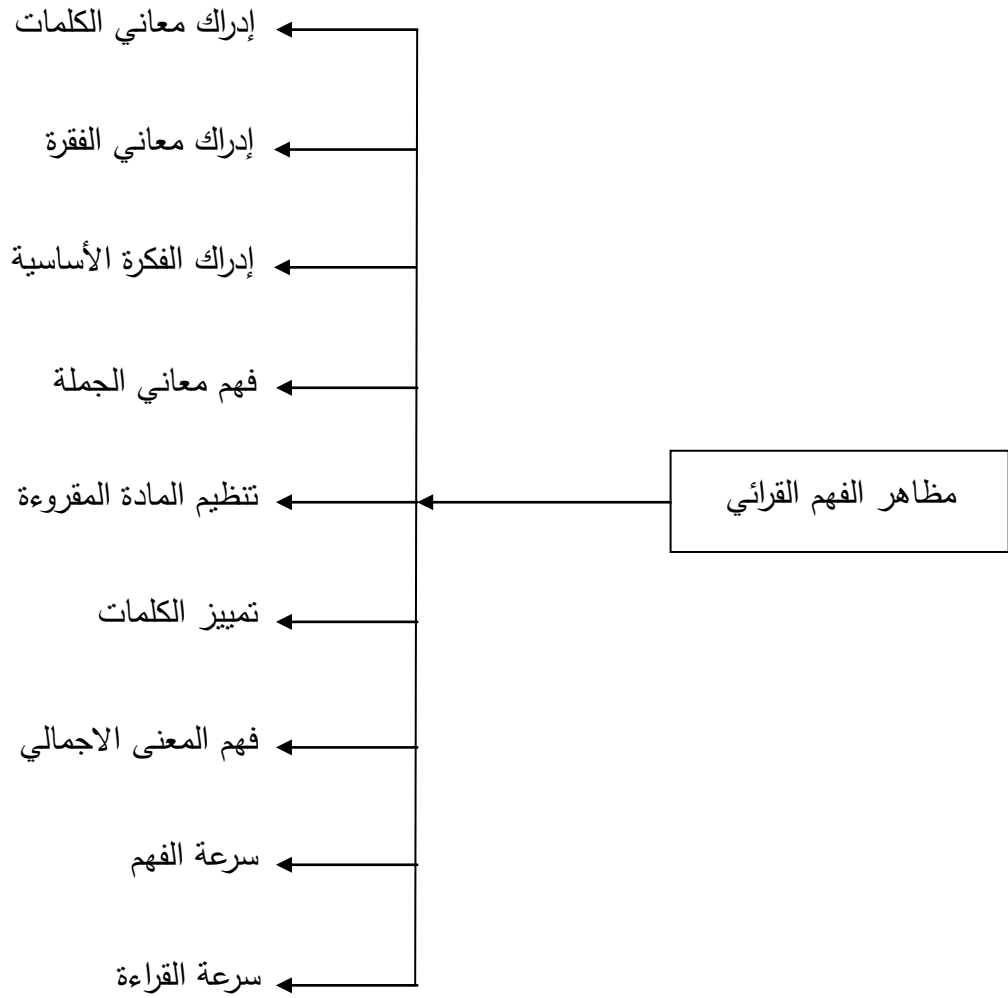 إدراك معاني الكلمات
إدراك معاني الفقرة
إدراك الفكرة الأساسية
فهم معاني الجملة
مظاهر الفهم القرائي
تنظيم المادة المقروءة
تمييز الكلمات
فهم المعنى الاجمالي
سرعة الفهم
سرعة القراءة